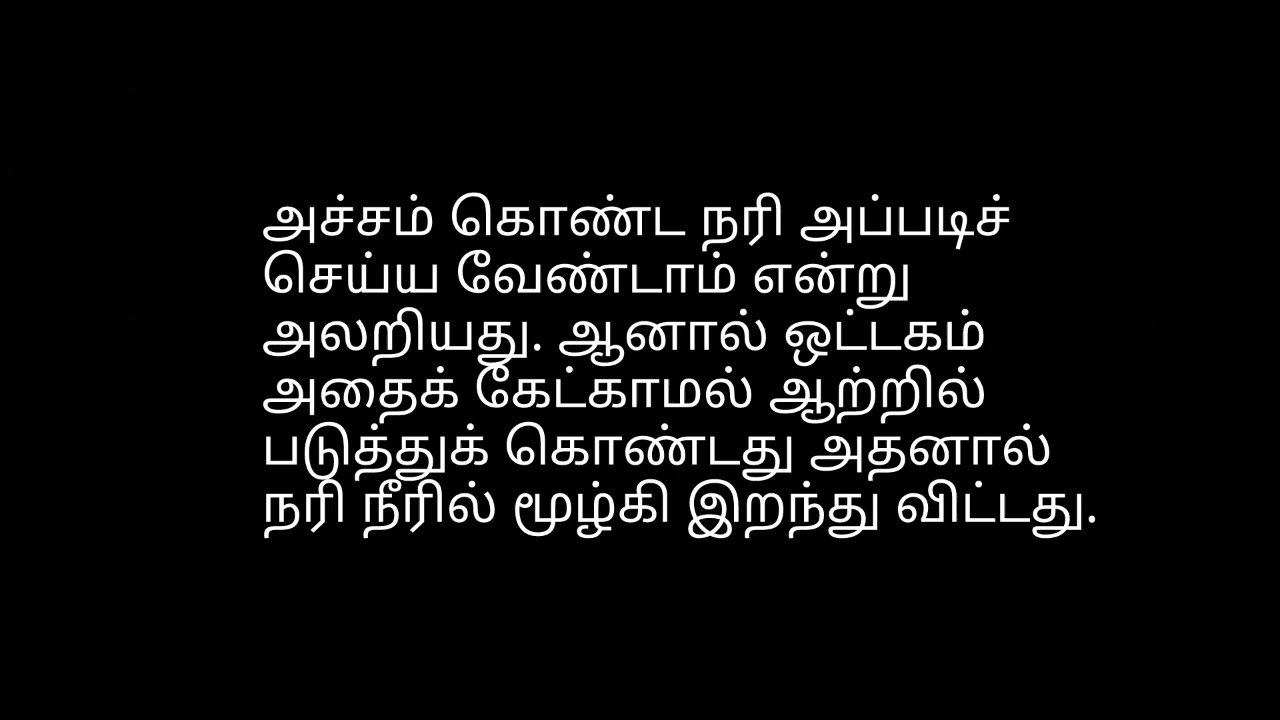 அச்சம் கொண்ட நரி அப்படிச்
செய்ய வேண்டாம் என்று
அலறியது. ஆனால் ஒட்டகம்
அதைக் கேட்காமல் ஆற்றில்
படுத்துக் கொண்டது அதனால்
நரி நீரில் மூழ்கி இறந்து விட்டது.